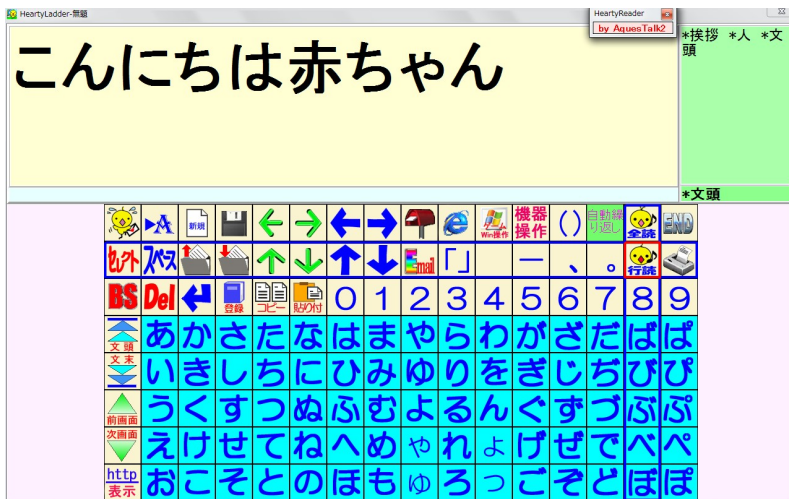 HeartyLadder-無題
HeartyReader
by AquesTalk2
こんにちは赤ちゃん
*挨拶 *人 *文頭
*文頭
A 新規 Win操作 機器操作 () 自動繰り返し 全読 END
セレクト スペース Email 「」 ー 、 。 行読
BS Del 登録 コピー 貼り付 0 1 2 3 4 5 6 7 8 9
文頭 あ か さ た な は ま や ら わ が ざ だ ば ぱ
文末 い き し ち に ひ み ゆ り を ぎ じ ぢ び ぴ
前画面 う く す つ ぬ ふ む よ る ん ぐ ず づ ぶ ぷ
次画面 え け せ て ね へ め ゃ れ ょ げ ぜ で べ ぺ
http表示 お こ そ と の ほ も ゅ ろ っ ご ぞ ど ぼ ぽ